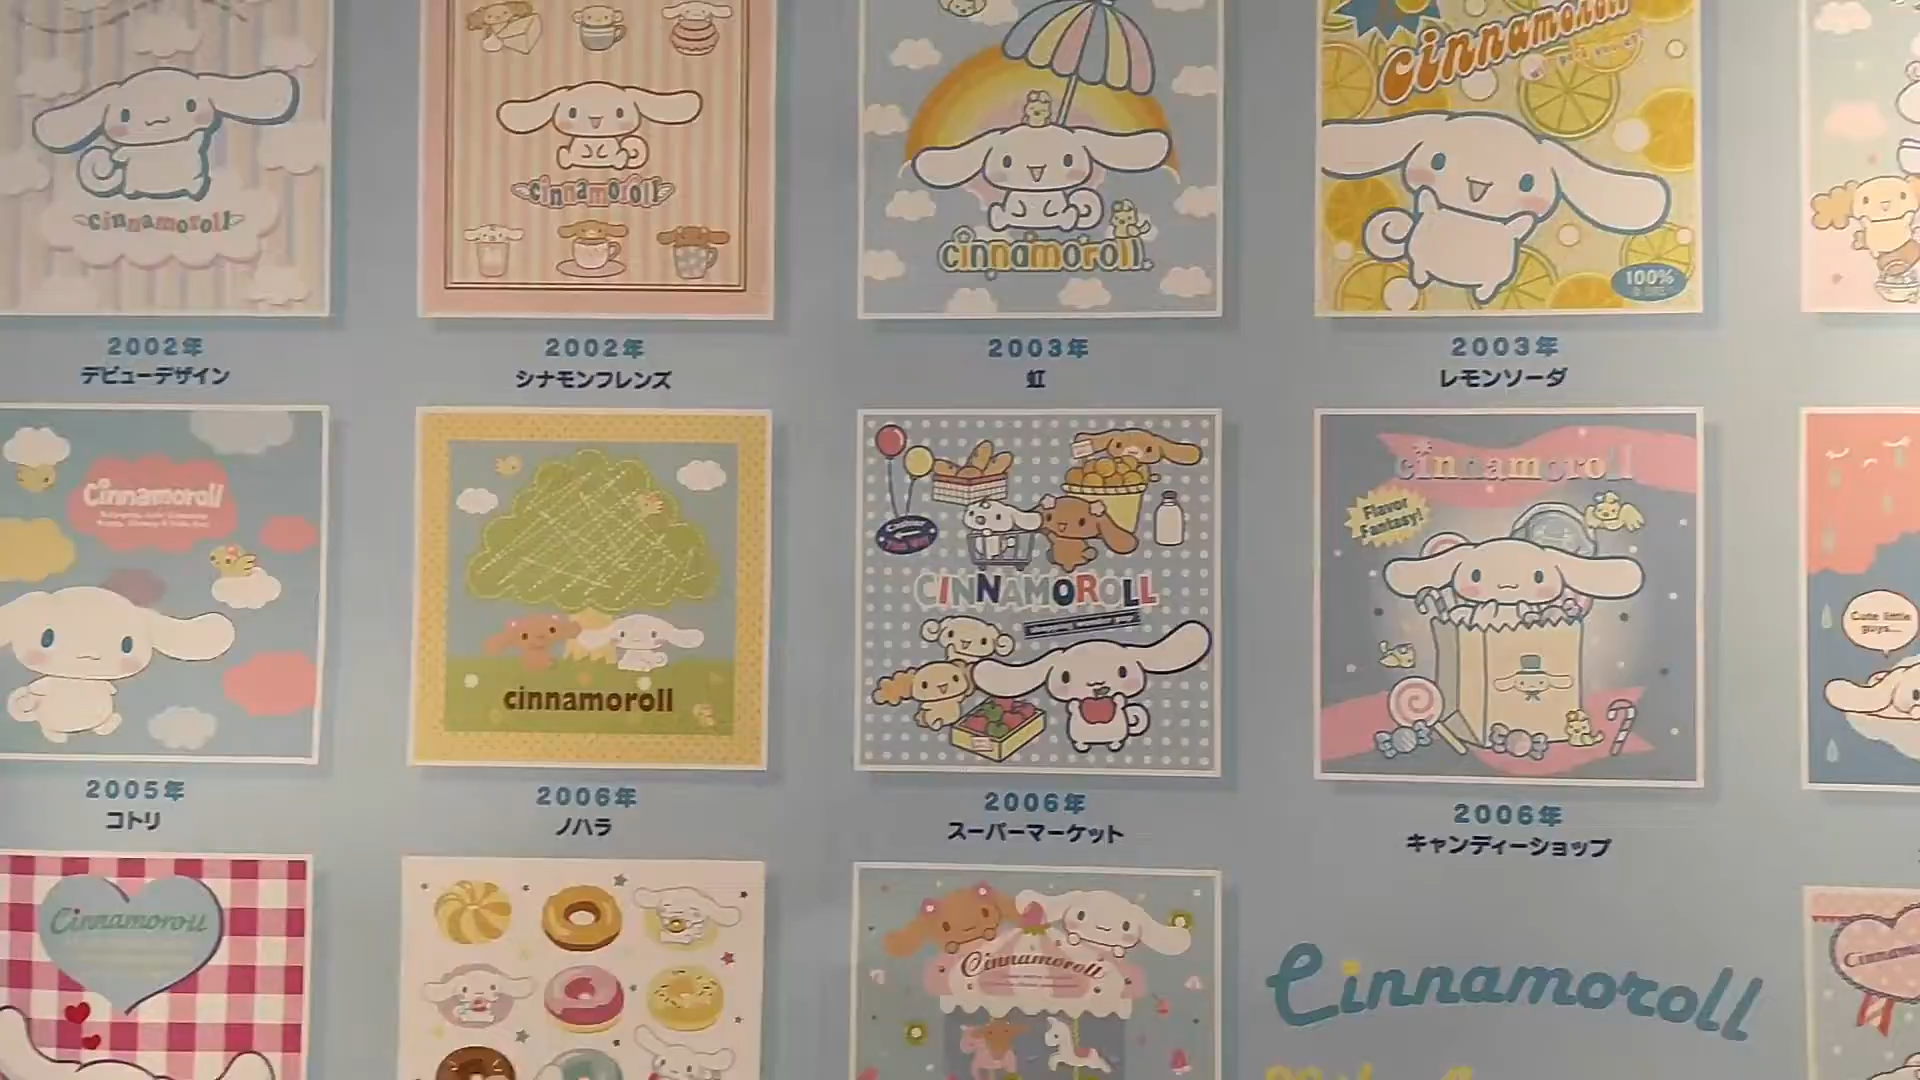 cinnamoroll
cinnamoroll
cinnamoroll
cinnamoroll
100%
2002年
デビューデザイン
2002年
シナモンフレンズ
2003年
虹
2003年
レモンソーダ
Cinnamoroll
cinnamoroll
CINNAMOROLL
cinnamoroll
Flavor
Fantasy!
Cute little
guys...
2005年
コトリ
2006年
ノハラ
2006年
スーパーマーケット
2006年
キャンディーショップ
Cinnamoroll
Cinnamoroll
Cinnamoroll